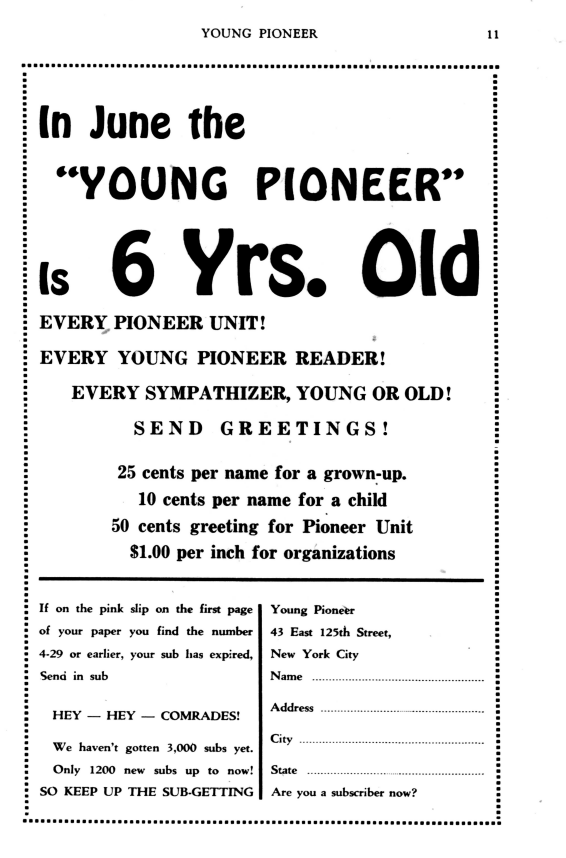 YOUNG PIONEER 11
In June the
“YOUNG PIONEER”
Is 6 Yrs. Old
EVERY PIONEER UNIT!
EVERY YOUNG PIONEER READER!
EVERY SYMPATHIZER, YOUNG OR OLD!
SEND GREETINGS!
25 cents per name for a grown-up.
10 cents per name for a child
50 cents greeting for Pioneer Unit
$1.00 per inch for organizations
If on the pink slip on the first page
of your paper you find the number
4-29 or earlier, your sub has expired,
Send in sub
HEY — HEY — COMRADES!
We haven't gotten 3,000 subs yet.
Only 1200 new subs up to now!
SO KEEP UP THE SUB-GETTING
Young Pioneer
43 East 125th Street,
New York City
Name
Address
City
State
Are you a subscriber now?